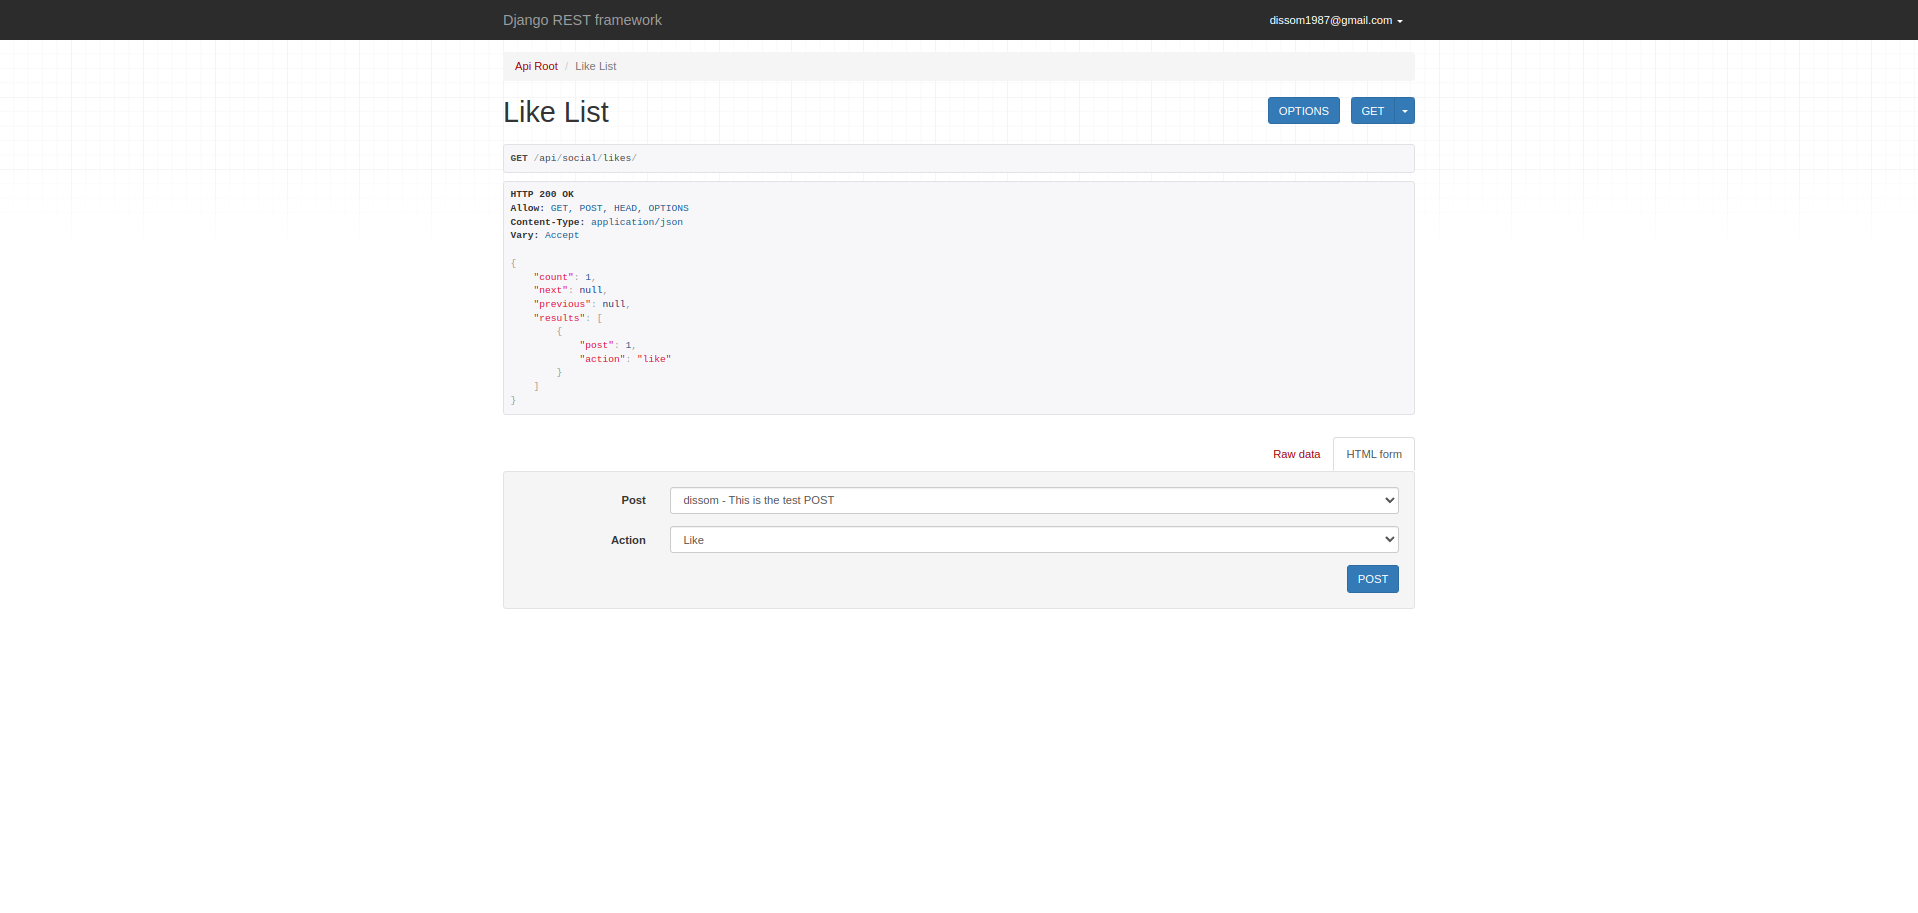 Django REST framework
dissom1987@gmail.com
Api Root / Like List
Like List
OPTIONS
GET
GET /api/social/likes/
HTTP 200 OK
Allow: GET, POST, HEAD, OPTIONS
Content-Type: application/json
Vary: Accept
{
    "count": 1,
    "next": null,
    "previous": null,
    "results": [
        {
            "post": 1,
            "action": "like"
        }
    ]
}
Raw data
HTML form
Post
dissom - This is the test POST
Action
Like
POST